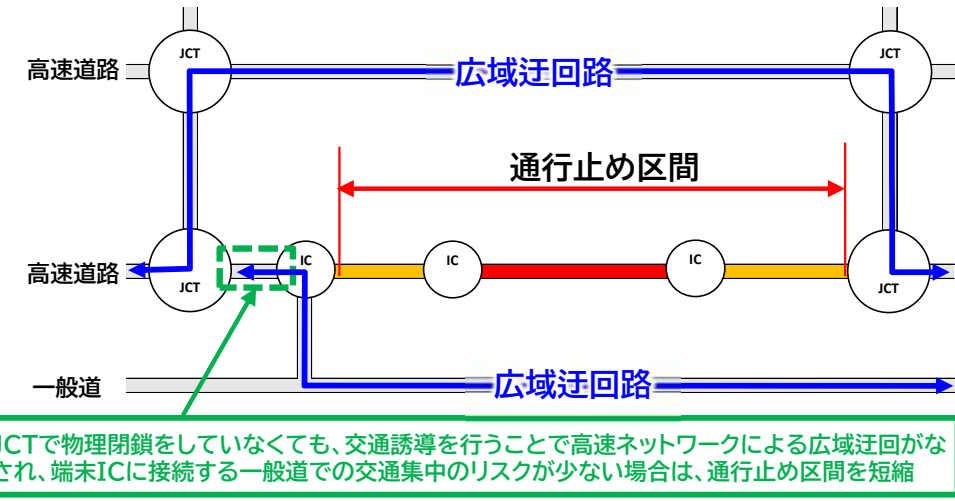 JCT
JCT
高速道路
広域迂回路
通行止め区間
高速道路
JCT
IC
IC
IC
JCT
一般道
広域迂回路
JCTで物理閉鎖をしていなくても、交通誘導を行うことで高速ネットワークによる広域迂回がな
され、端末ICに接続する一般道での交通集中のリスクが少ない場合は、通行止め区間を短縮